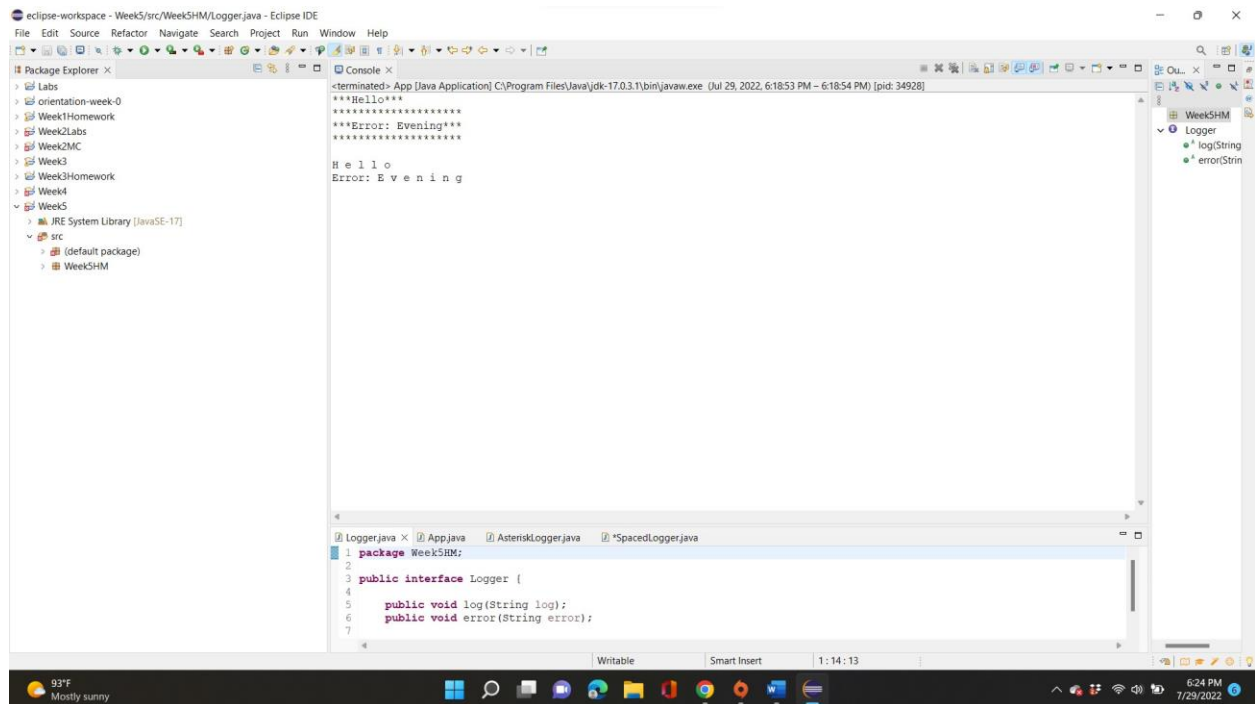 eclipse-workspace - Week5/src/Week5HM/Logger.java - Eclipse IDE
File Edit Source Refactor Navigate Search Project Run Window Help
Package Explorer
Labs
orientation-week-0
Week1Homework
Week2Labs
Week2MC
Week3
Week3Homework
Week4
Week5
JRE System Library [JavaSE-17]
src
(default package)
Week5HM
Console
<terminated> App [Java Application] C:\Program Files\Java\jdk-17.0.3.1\bin\javaw.exe (Jul 29, 2022, 6:18:53 PM – 6:18:54 PM) [pid: 34928]
***Hello***
********************
***Error: Evening***
********************
H e l l o
Error: E v e n i n g
Ou...
Week5HM
Logger
log(String
error(Strin
Logger.java App.java AsteriskLogger.java *SpacedLogger.java
1 package Week5HM;
2
3 public interface Logger {
4
5 public void log(String log);
6 public void error(String error);
7
Writable Smart Insert 1 : 14 : 13
93°F
Mostly sunny
6:24 PM
7/29/2022
6